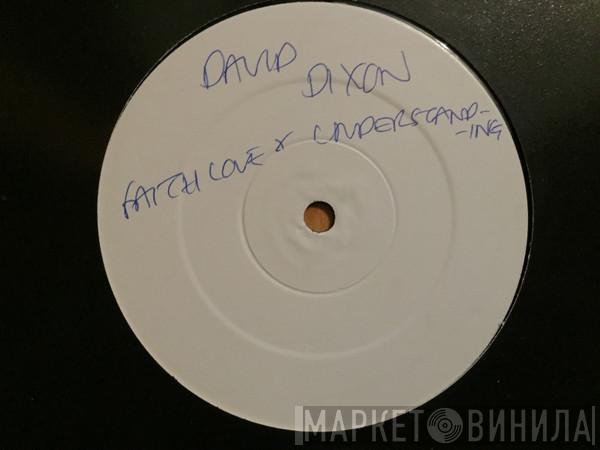 DAVID
DIXON
FAITH LOVE & UNDERSTAND-
-ING
МАРКЕТ ВИНИЛА